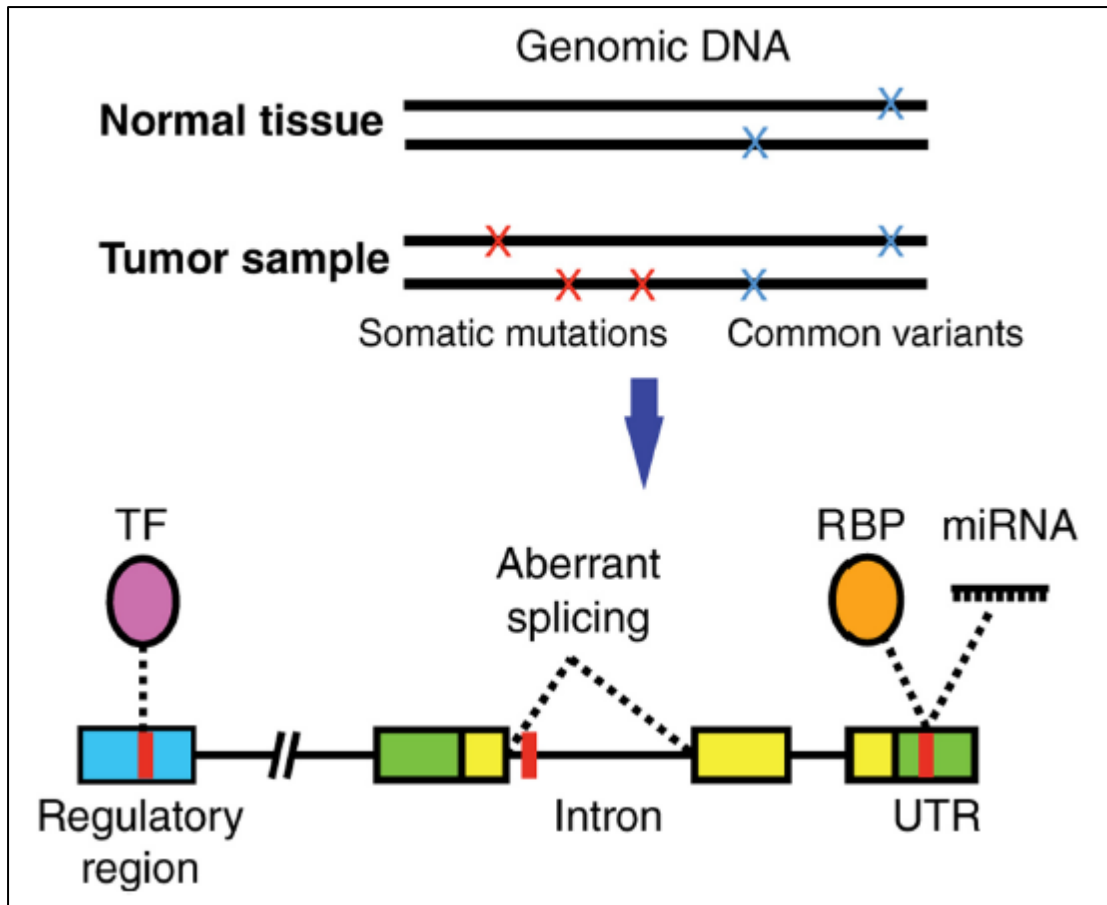 Genomic DNA
Normal tissue
Tumor sample
Somatic mutations
Common variants
TF
Aberrant
splicing
RBP
miRNA
Regulatory
region
Intron
UTR